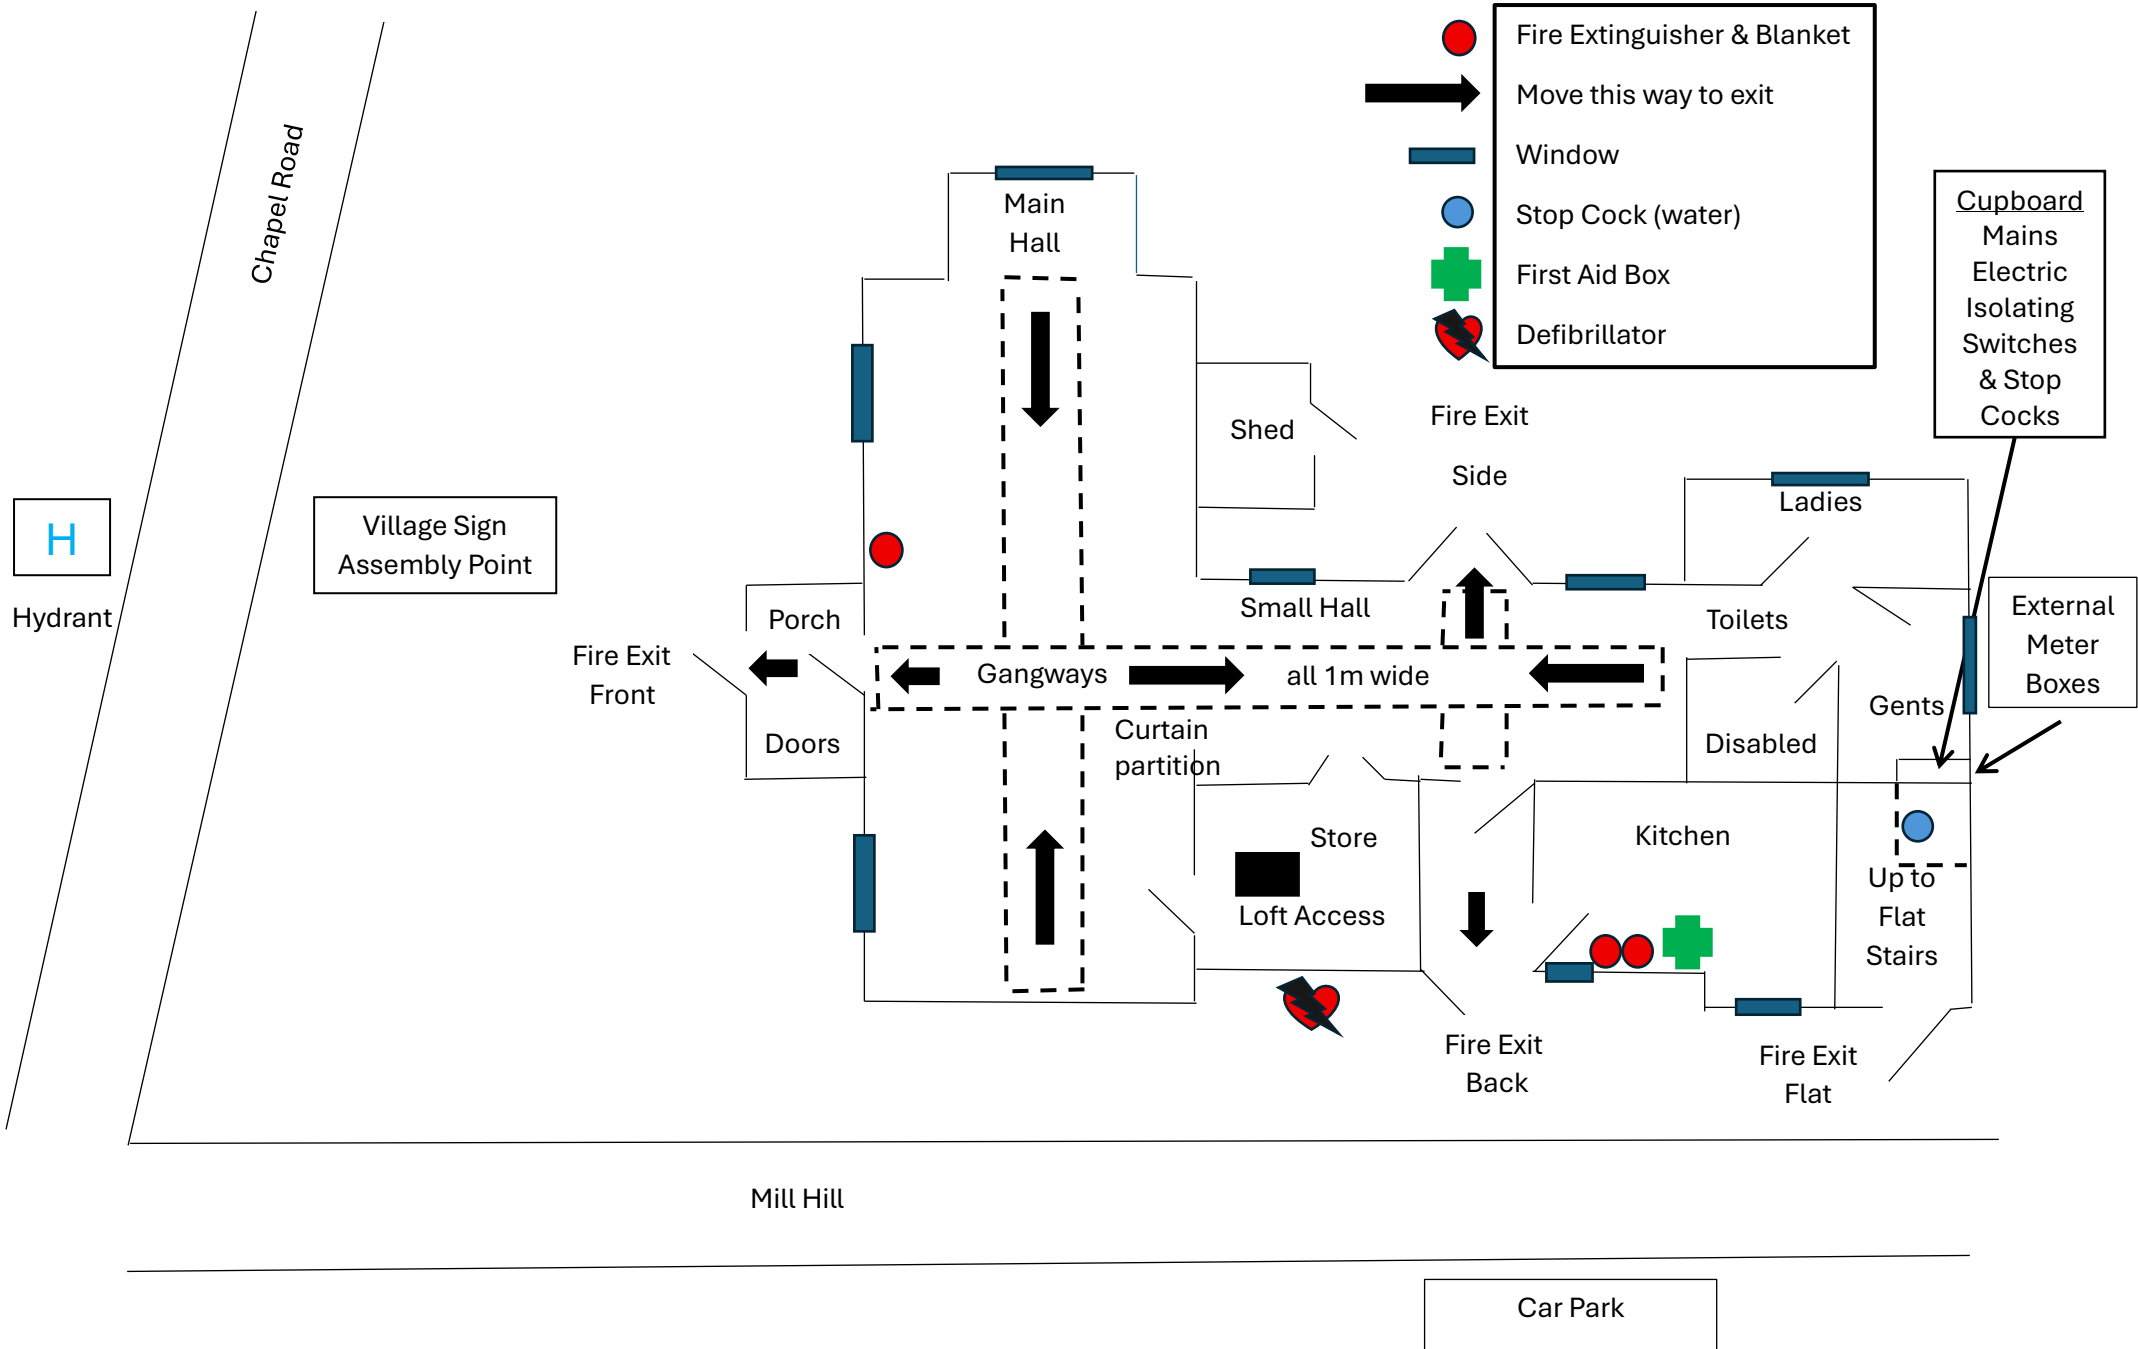 Fire Extinguisher & Blanket
Move this way to exit
Window
Stop Cock (water)
First Aid Box
Defibrillator
Cupboard
Mains
Electric
Isolating
Switches
& Stop
Cocks
Chapel Road
Main
Hall
Shed
Fire Exit
Side
Ladies
H
Hydrant
Village Sign
Assembly Point
Porch
Small Hall
Toilets
External
Meter
Boxes
Fire Exit
Front
Gangways
all 1m wide
Gents
Doors
Curtain
partition
Disabled
Store
Kitchen
Loft Access
Up to
Flat
Stairs
Fire Exit
Back
Fire Exit
Flat
Mill Hill
Car Park